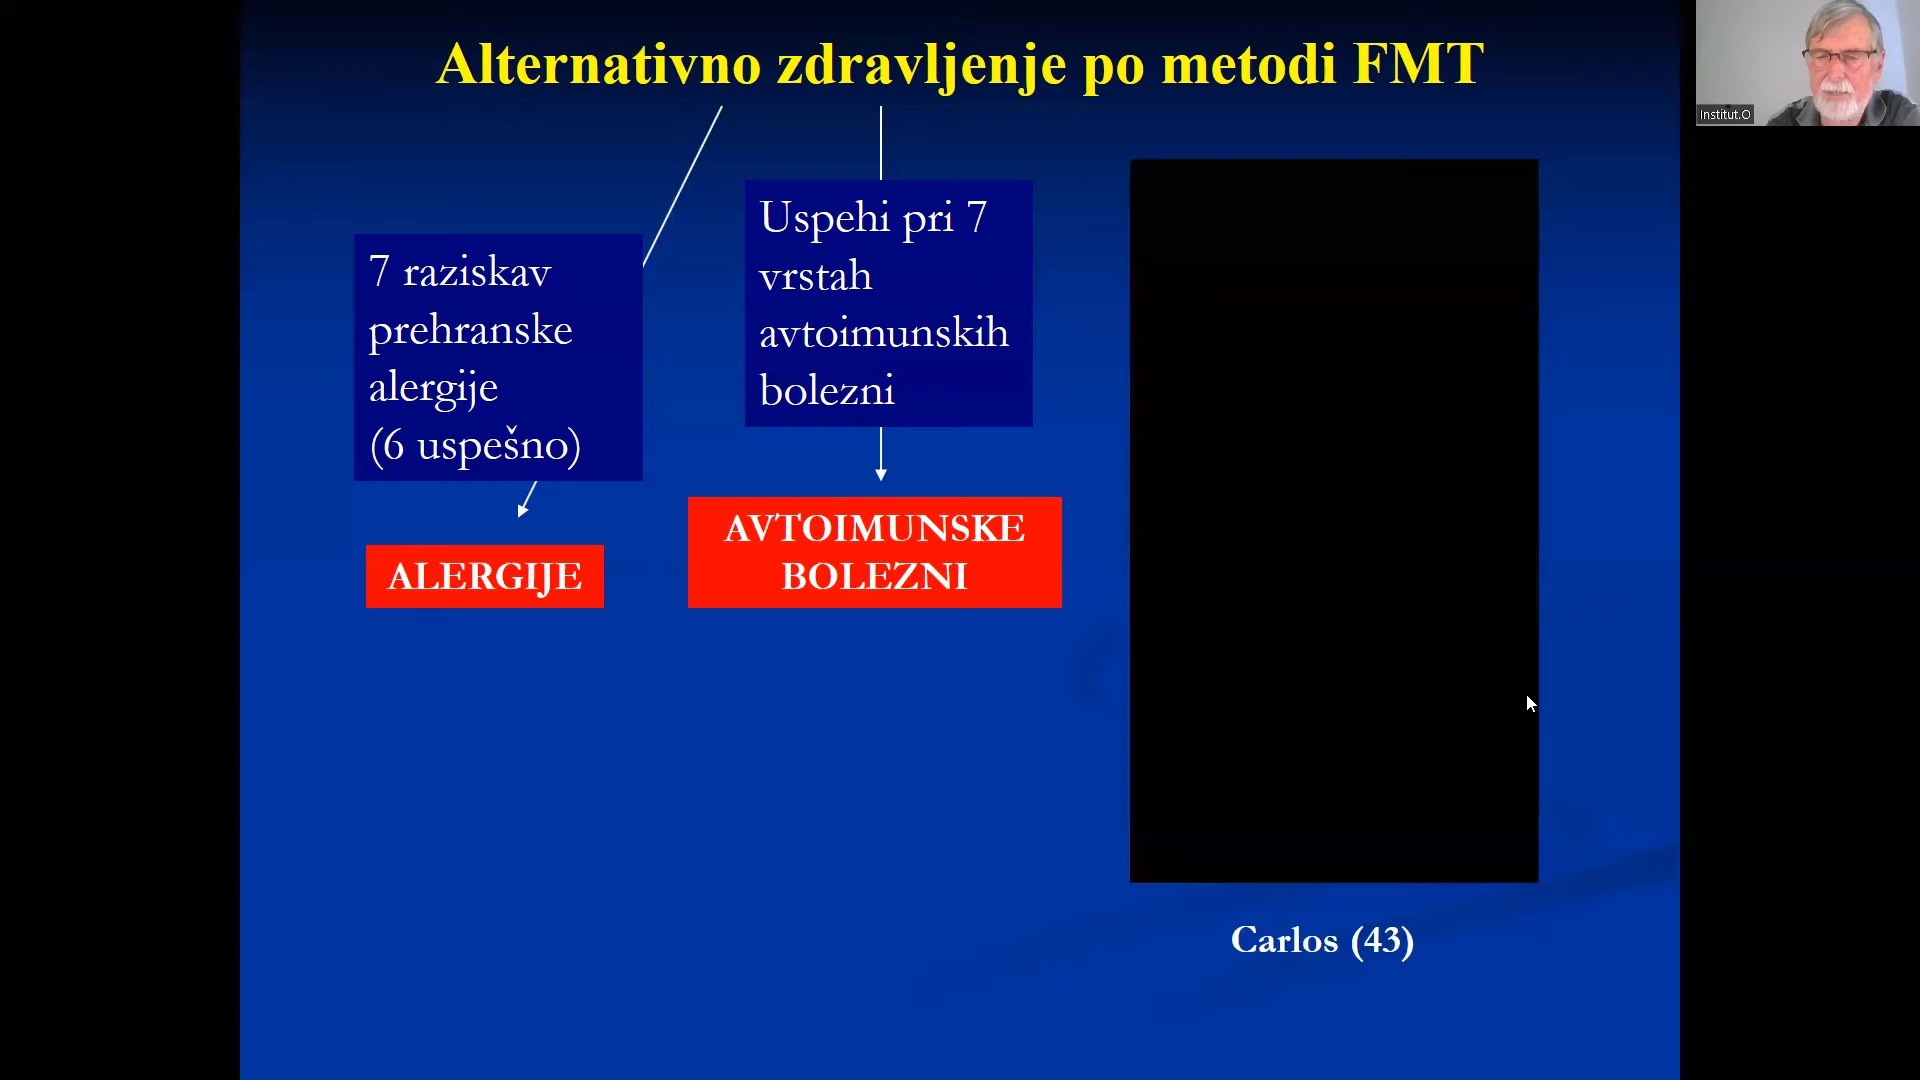 Alternativno zdravljenje po metodi FMT
Institut.O
Uspehi pri 7
vrstah
avtoimunskih
bolezni
7 raziskav
prehranske
alergije
(6 uspešno)
AVTOIMUNSKE
BOLEZNI
ALERGIJE
Carlos (43)